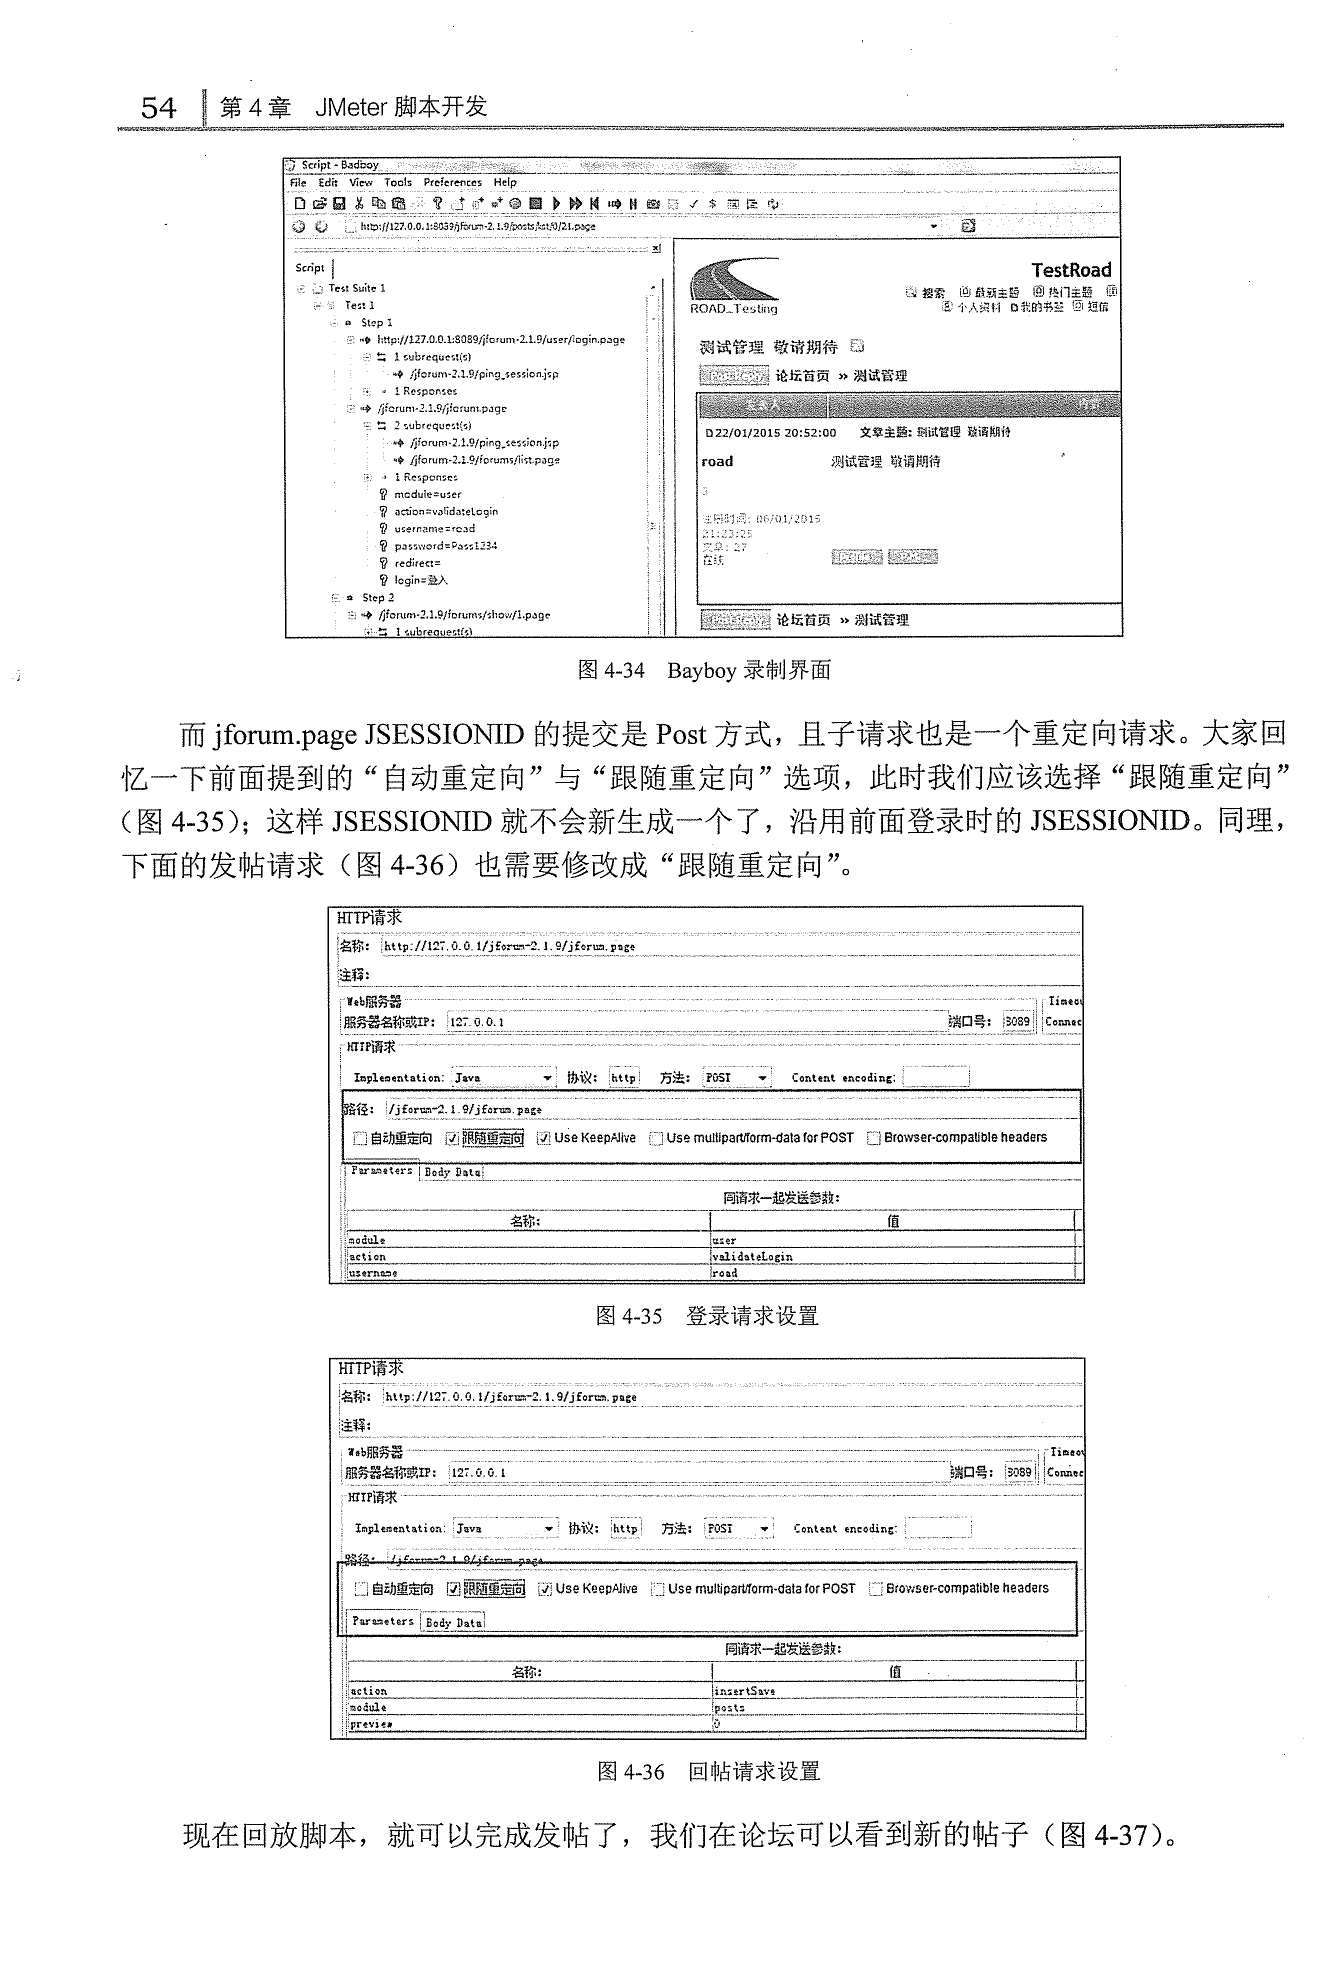 54 第 4 章 JMeter 脚本开发
Script - Badboy
File Edit View Tools Preferences Help
http://127.0.0.1:8089/jforum-2.1.9/posts/list/0/21.page
Script
Test Suite 1
Test 1
Step 1
http://127.0.0.1:8089/jforum-2.1.9/user/login.page
1 subrequest(s)
/jforum-2.1.9/ping_session.jsp
1 Responses
/jforum-2.1.9/jforum.page
2 subrequest(s)
/jforum-2.1.9/ping_session.jsp
/jforum-2.1.9/forums/list.page
1 Responses
module=user
action=validateLogin
username=road
password=Pass1234
redirect=
login=登入
Step 2
/jforum-2.1.9/forums/show/1.page
1 subrequest(s)
ROAD_Testing
TestRoad
搜索 最新主题 热门主题
个人资料 我的书签 短信
测试管理 敬请期待
论坛首页 » 测试管理
22/01/2015 20:52:00 文章主题: 测试管理 敬请期待
road 测试管理 敬请期待
注册时间: 06/01/2015
21:23:25
文章: 27
在线
论坛首页 » 测试管理
图 4-34 Bayboy 录制界面
而 jforum.page JSESSIONID 的提交是 Post 方式，且子请求也是一个重定向请求。大家回
忆一下前面提到的“自动重定向”与“跟随重定向”选项，此时我们应该选择“跟随重定向”
（图 4-35）；这样 JSESSIONID 就不会新生成一个了，沿用前面登录时的 JSESSIONID。同理，
下面的发帖请求（图 4-36）也需要修改成“跟随重定向”。
HTTP请求
名称: http://127.0.0.1/jforum-2.1.9/jforum.page
注释:
Web服务器 Timeou
服务器名称或IP: 127.0.0.1 端口号: 8089 Connec
HTTP请求
Implementation: Java 协议: http 方法: POST Content encoding:
路径: /jforum-2.1.9/jforum.page
自动重定向 跟随重定向 Use KeepAlive Use multipart/form-data for POST Browser-compatible headers
Parameters Body Data
同请求一起发送参数:
名称: 值
module user
action validateLogin
username road
图 4-35 登录请求设置
HTTP请求
名称: http://127.0.0.1/jforum-2.1.9/jforum.page
注释:
Web服务器 Timeou
服务器名称或IP: 127.0.0.1 端口号: 8089 Connec
HTTP请求
Implementation: Java 协议: http 方法: POST Content encoding:
路径: /jforum-2.1.9/jforum.page
自动重定向 跟随重定向 Use KeepAlive Use multipart/form-data for POST Browser-compatible headers
Parameters Body Data
同请求一起发送参数:
名称: 值
action insertSave
module posts
preview 0
图 4-36 回帖请求设置
现在回放脚本，就可以完成发帖了，我们在论坛可以看到新的帖子（图 4-37）。